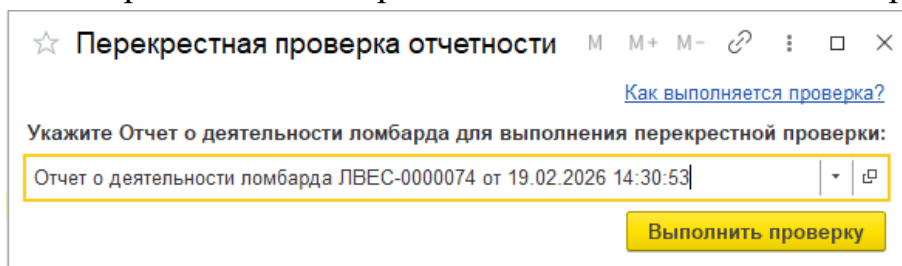 Перекрестная проверка отчетности M M+ M-
Как выполняется проверка?
Укажите Отчет о деятельности ломбарда для выполнения перекрестной проверки:
Отчет о деятельности ломбарда ЛВЕС-0000074 от 19.02.2026 14:30:53
Выполнить проверку